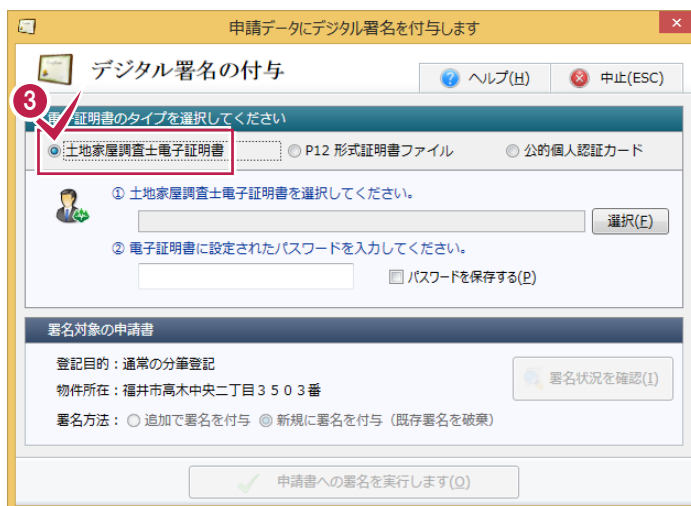 申請データにデジタル署名を付与します
×
デジタル署名の付与
ヘルプ(H)
中止(ESC)
3
証明書のタイプを選択してください
土地家屋調査士電子証明書
P12 形式証明書ファイル
公的個人認証カード
① 土地家屋調査士電子証明書を選択してください。
選択(F)
② 電子証明書に設定されたパスワードを入力してください。
パスワードを保存する(P)
署名対象の申請書
登記目的：通常の分筆登記
物件所在：福井市高木中央二丁目３５０３番
署名状況を確認(I)
署名方法： 追加で署名を付与 新規に署名を付与（既存署名を破棄）
申請書への署名を実行します(O)